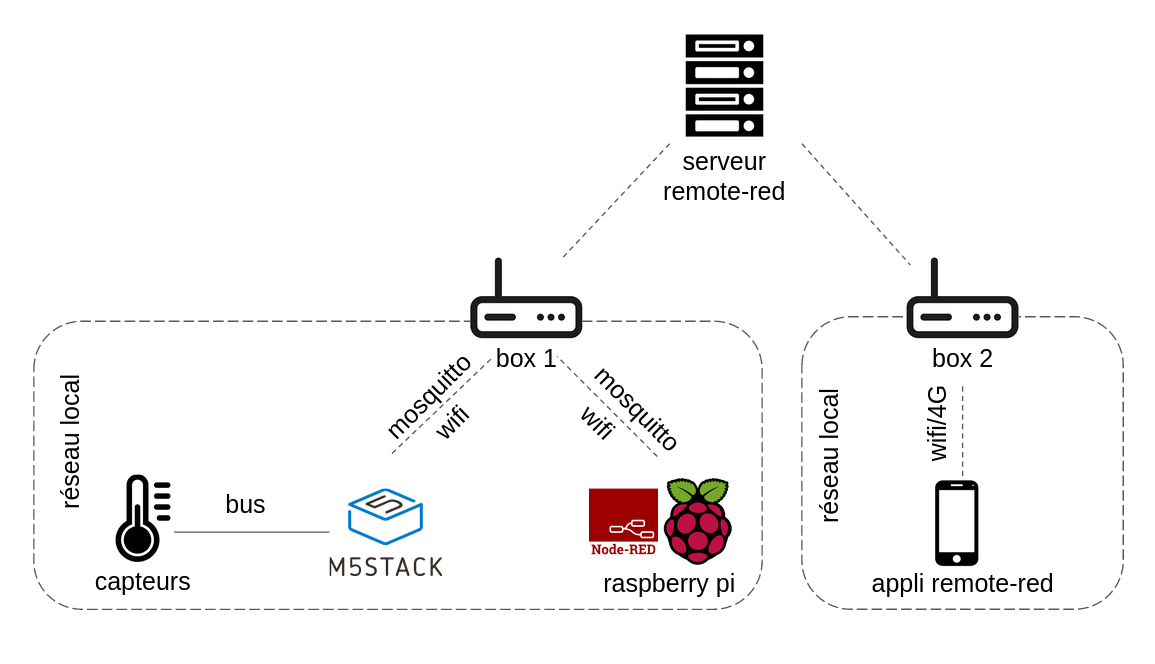 serveur
remote-red
box 1
box 2
mosquitto
wifi
mosquitto
wifi
wifi/4G
réseau local
réseau local
bus
capteurs
M5STACK
Node-RED
raspberry pi
appli remote-red